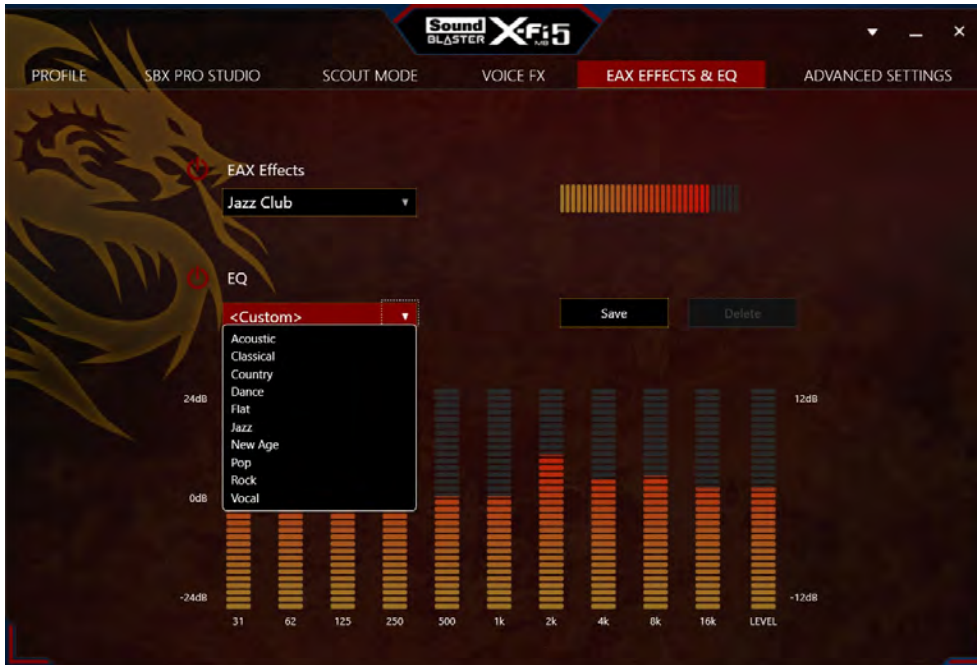 Sound BLASTER X-Fi MB 5
PROFILE SBX PRO STUDIO SCOUT MODE VOICE FX EAX EFFECTS & EQ ADVANCED SETTINGS
EAX Effects
Jazz Club
EQ
<Custom> Save Delete
Acoustic
Classical
Country
Dance
24dB 12dB
Flat
Jazz
New Age
Pop
Rock
0dB Vocal
-24dB -12dB
31 62 125 250 500 1k 2k 4k 8k 16k LEVEL